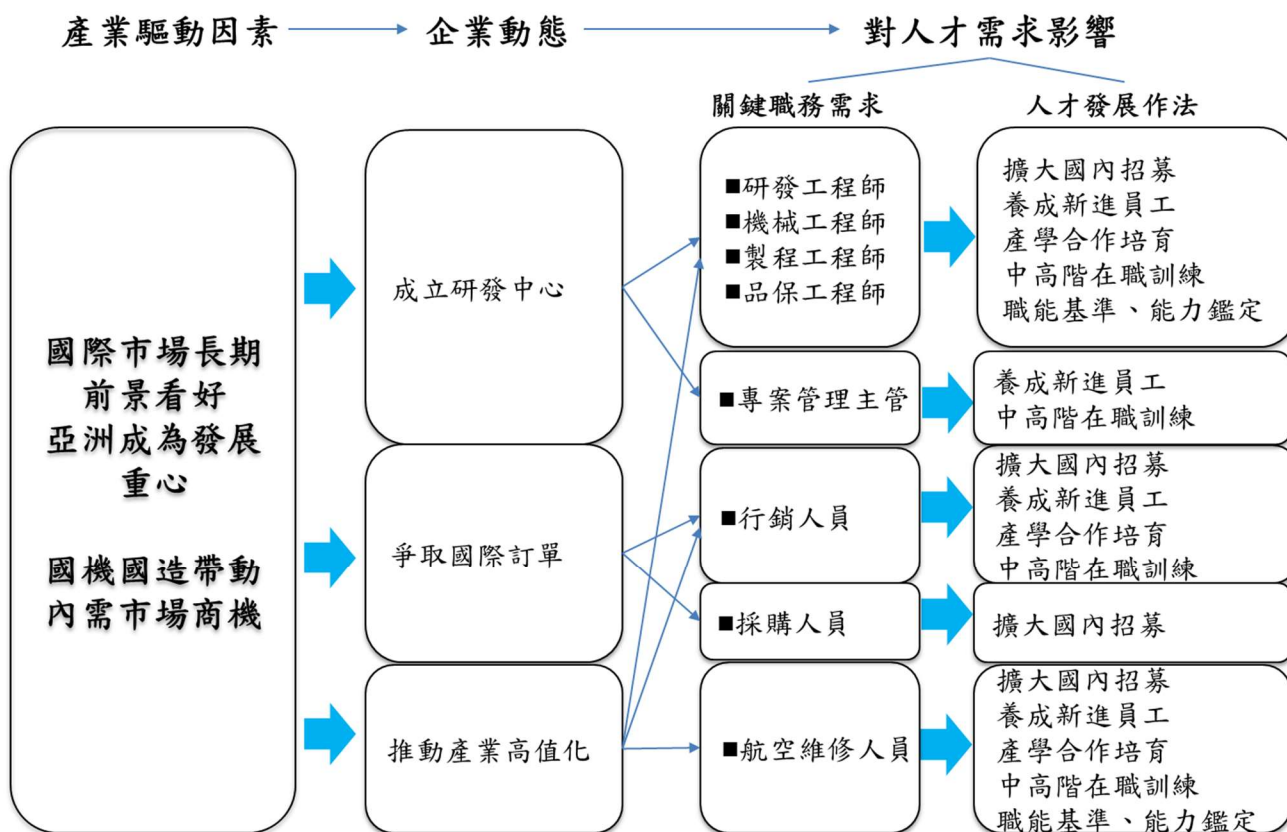 產業驅動因素
企業動態
對人才需求影響
關鍵職務需求
人才發展作法
國際市場長期
前景看好
亞洲成為發展
重心
國機國造帶動
內需市場商機
成立研發中心
爭取國際訂單
推動產業高值化
■研發工程師
■機械工程師
■製程工程師
■品保工程師
擴大國內招募
養成新進員工
產學合作培育
中高階在職訓練
職能基準、能力鑑定
■專案管理主管
養成新進員工
中高階在職訓練
■行銷人員
擴大國內招募
養成新進員工
產學合作培育
中高階在職訓練
■採購人員
擴大國內招募
■航空維修人員
擴大國內招募
養成新進員工
產學合作培育
中高階在職訓練
職能基準、能力鑑定